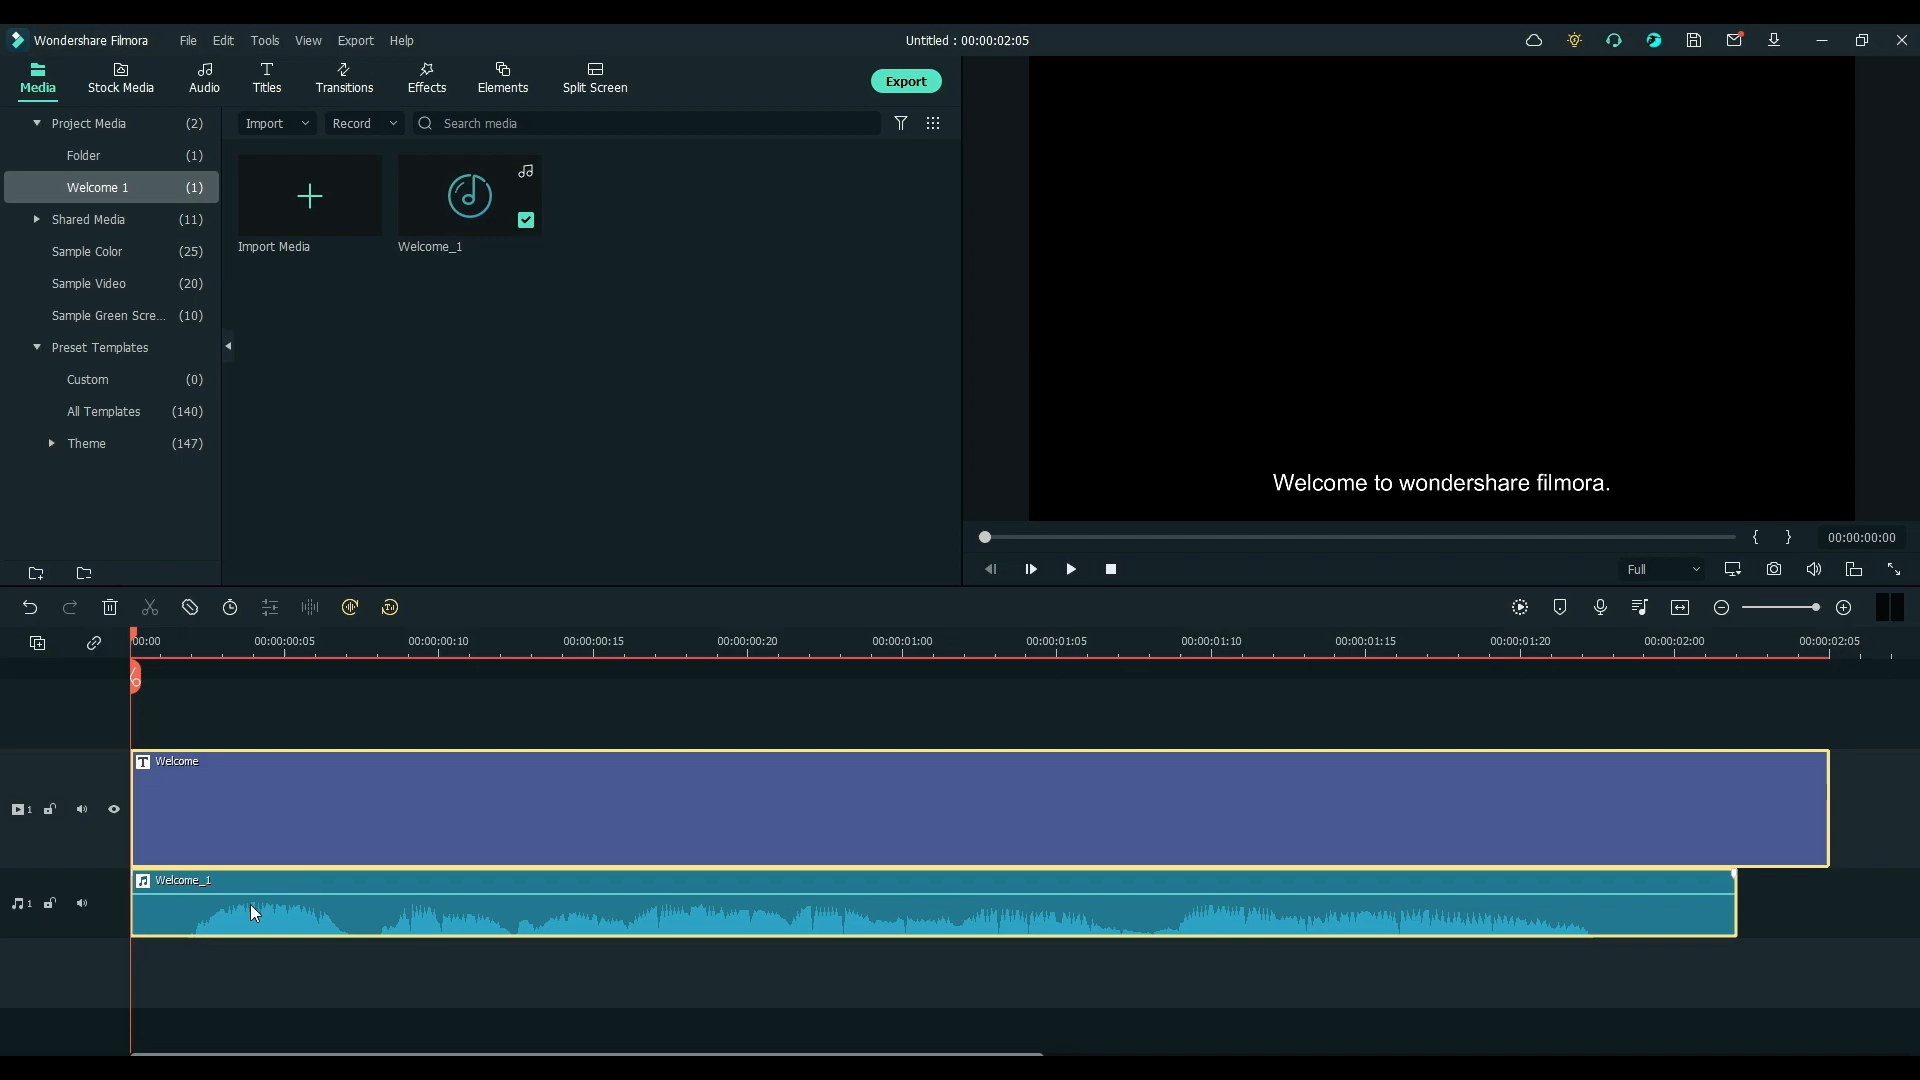 Wondershare Filmora File Edit Tools View Export Help Untitled : 00:00:02:05
Media Stock Media Audio Titles Transitions Effects Elements Split Screen Export
Project Media (2) Import Record Search media
Folder (1)
Welcome 1 (1)
Shared Media (11)
Import Media Welcome_1
Sample Color (25)
Sample Video (20)
Sample Green Scre... (10)
Preset Templates
Custom (0)
All Templates (140)
Theme (147)
Welcome to wondershare filmora.
{ } 00:00:00:00
Full
00:00 00:00:00:05 00:00:00:10 00:00:00:15 00:00:00:20 00:00:01:00 00:00:01:05 00:00:01:10 00:00:01:15 00:00:01:20 00:00:02:00 00:00:02:05
T Welcome
1
Welcome_1
1